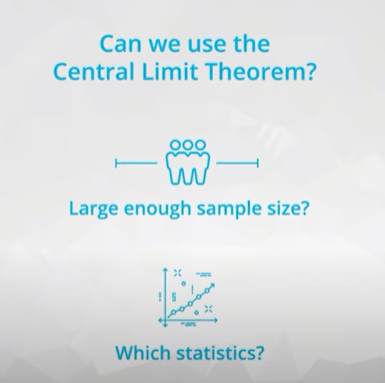 Can we use the
Central Limit Theorem?
Large enough sample size?
Which statistics?